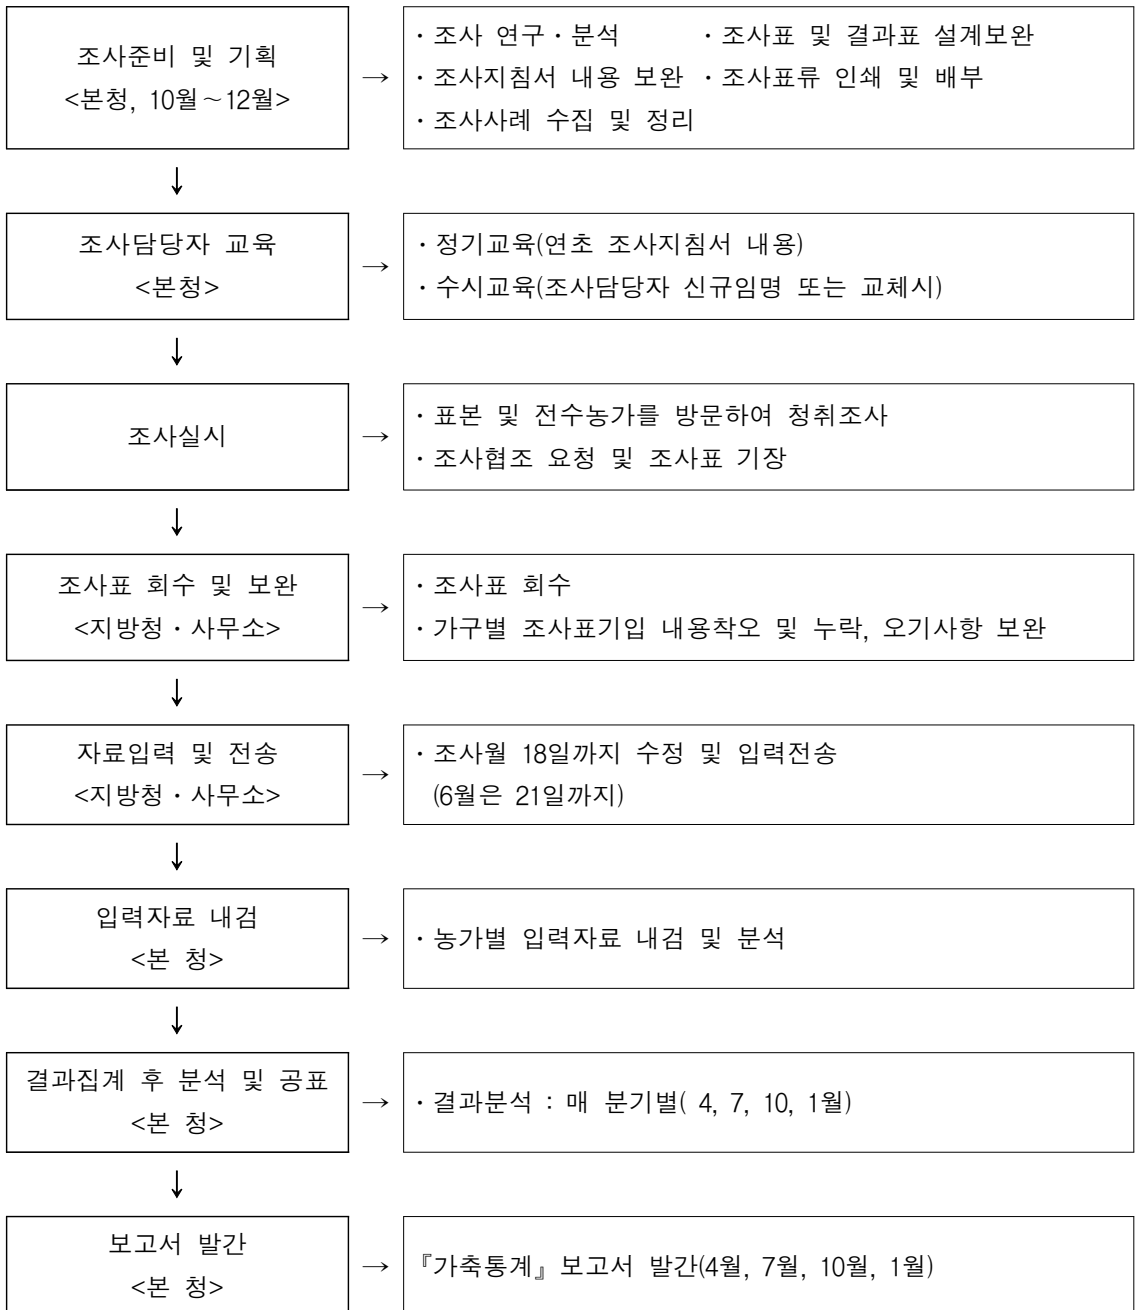 조사준비 및 기획
<본청, 10월～12월>
→
· 조사 연구 · 분석 · 조사표 및 결과표 설계보완
· 조사지침서 내용 보완 · 조사표류 인쇄 및 배부
· 조사사례 수집 및 정리
↓
조사담당자 교육
<본청>
→
· 정기교육(연초 조사지침서 내용)
· 수시교육(조사담당자 신규임명 또는 교체시)
↓
조사실시
→
· 표본 및 전수농가를 방문하여 청취조사
· 조사협조 요청 및 조사표 기장
↓
조사표 회수 및 보완
<지방청 · 사무소>
→
· 조사표 회수
· 가구별 조사표기입 내용착오 및 누락, 오기사항 보완
↓
자료입력 및 전송
<지방청 · 사무소>
→
· 조사월 18일까지 수정 및 입력전송
(6월은 21일까지)
↓
입력자료 내검
<본 청>
→
· 농가별 입력자료 내검 및 분석
↓
결과집계 후 분석 및 공표
<본 청>
→
· 결과분석 : 매 분기별( 4, 7, 10, 1월)
↓
보고서 발간
<본 청>
→
『가축통계』보고서 발간(4월, 7월, 10월, 1월)